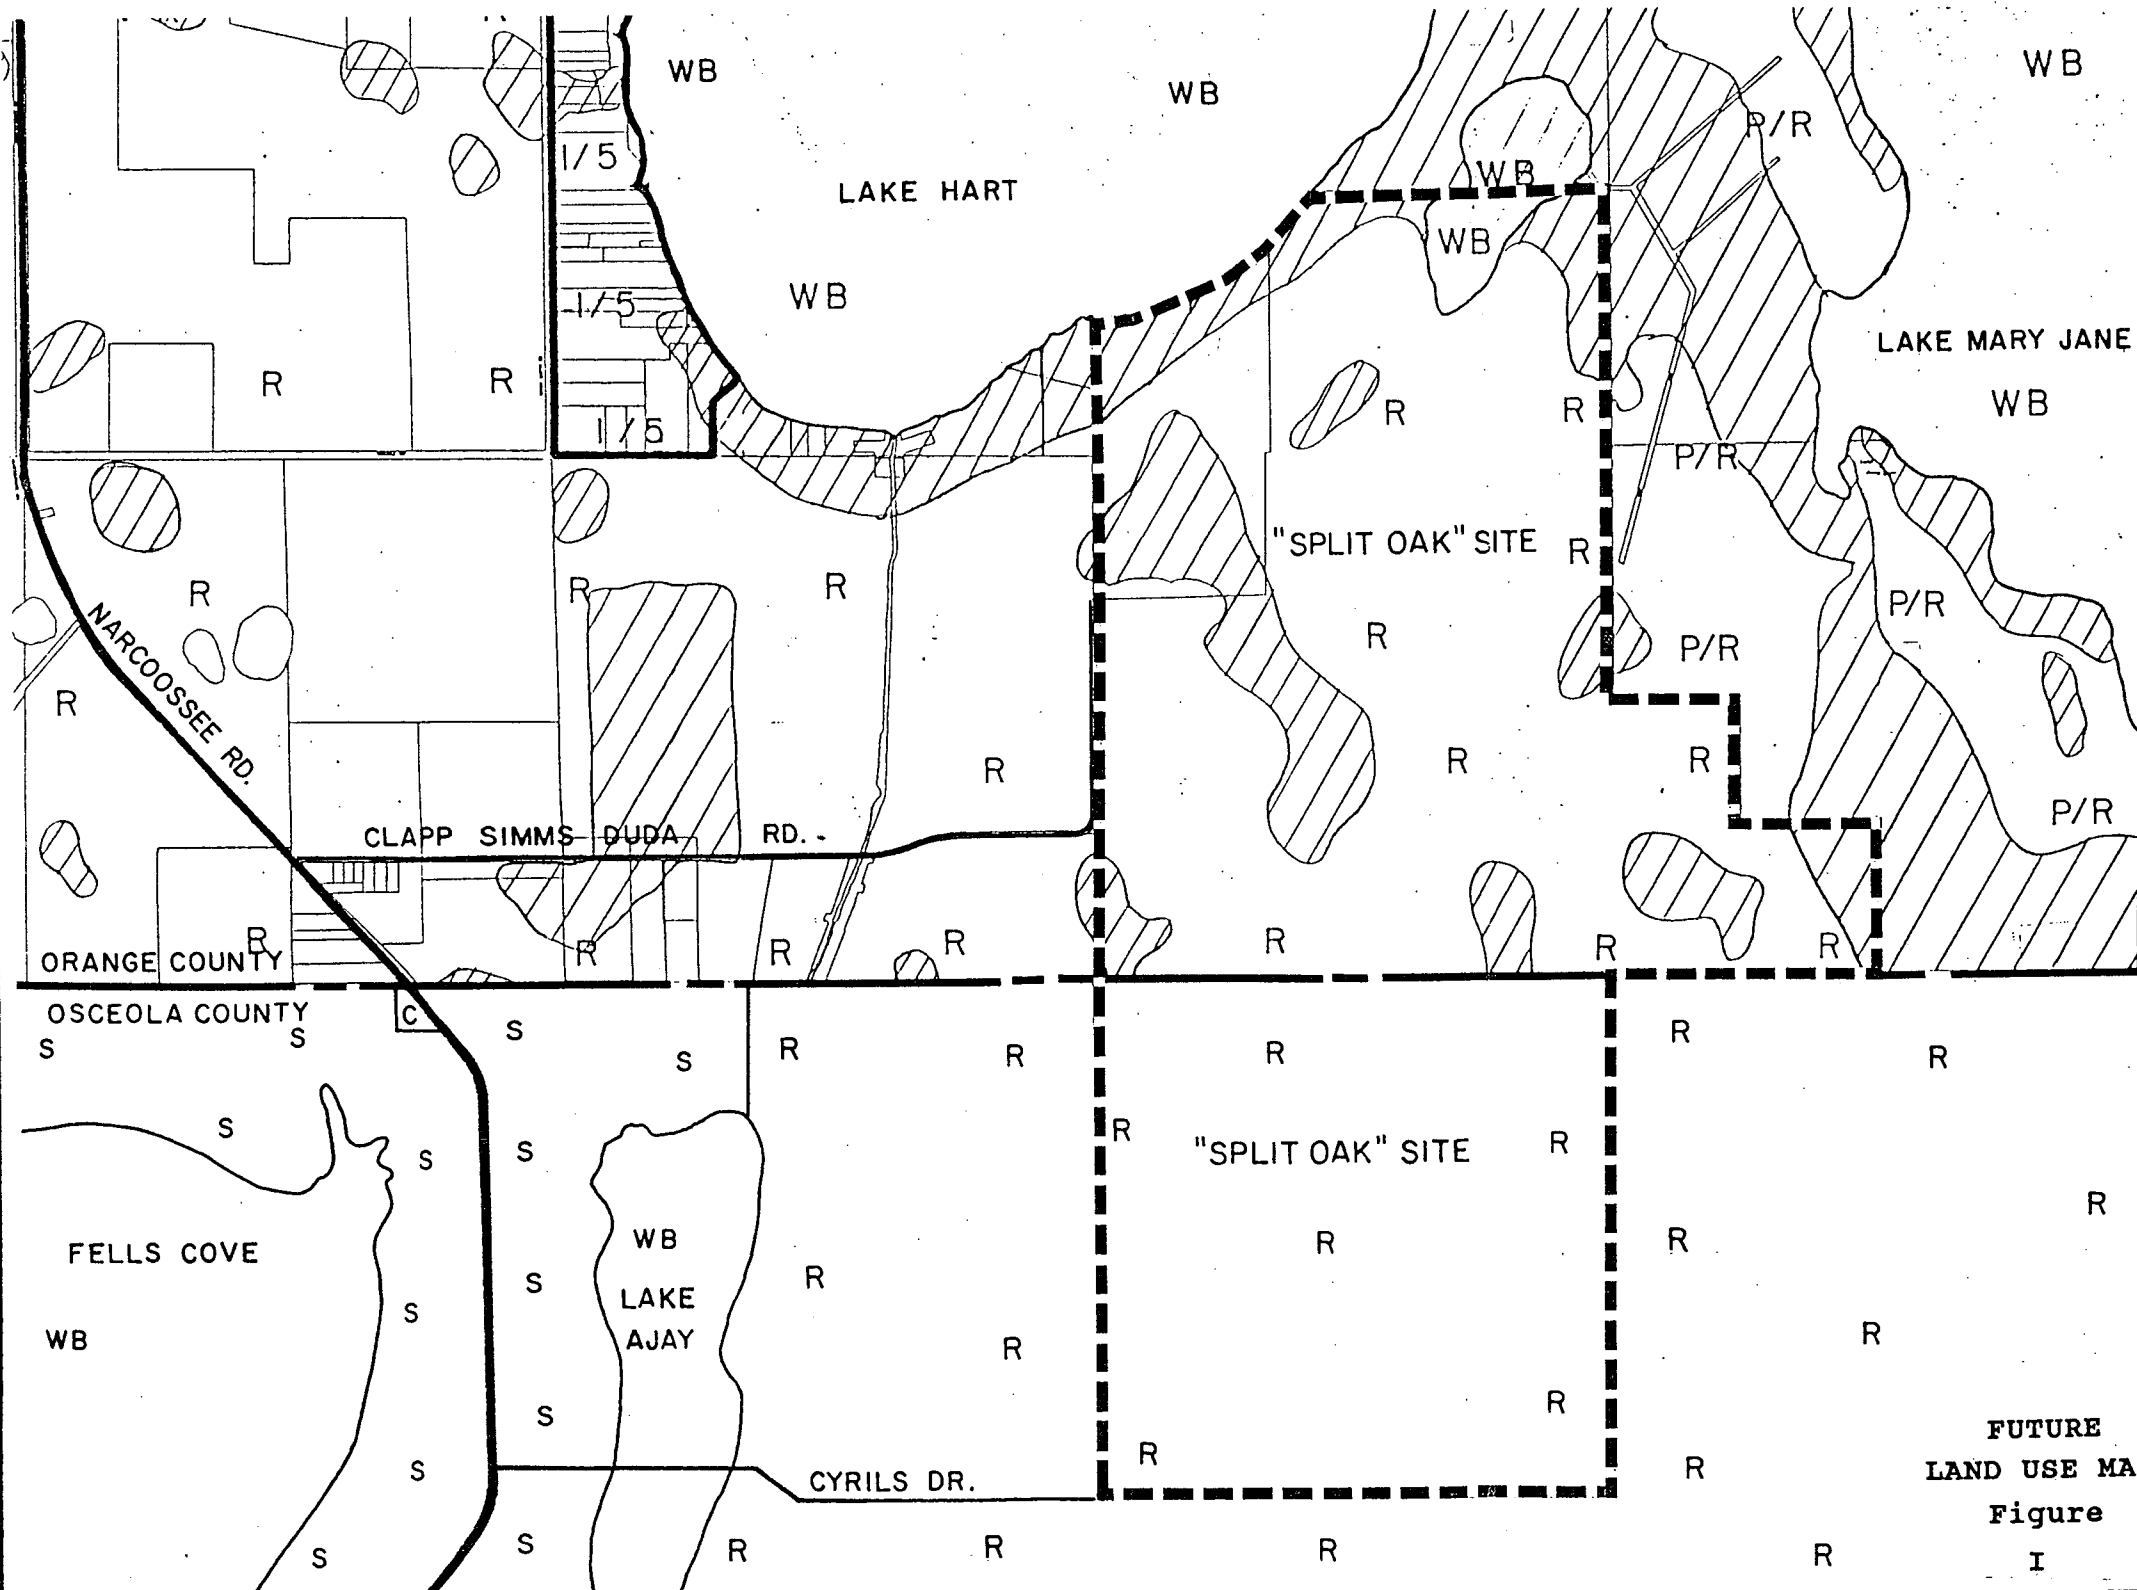 WB
WB
WB
P/R
1/5
WB
LAKE HART
WB
WB
1/5
LAKE MARY JANE
R
R
R
R
WB
1/5
P/R
"SPLIT OAK" SITE
R
R
R
R
P/R
R
P/R
R
NARCOOSSEE RD.
R
R
R
P/R
CLAPP SIMMS DUDA RD.
R
R
R
R
R
R
R
ORANGE COUNTY
OSCEOLA COUNTY
C
S
S
S
S
R
R
R
R
R
S
S
S
R
"SPLIT OAK" SITE
R
R
FELLS COVE
WB
S
R
R
R
LAKE
AJAY
S
WB
R
R
S
R
S
R
R
CYRILS DR.
S
S
R
R
R
R
FUTURE
LAND USE MA
Figure
I